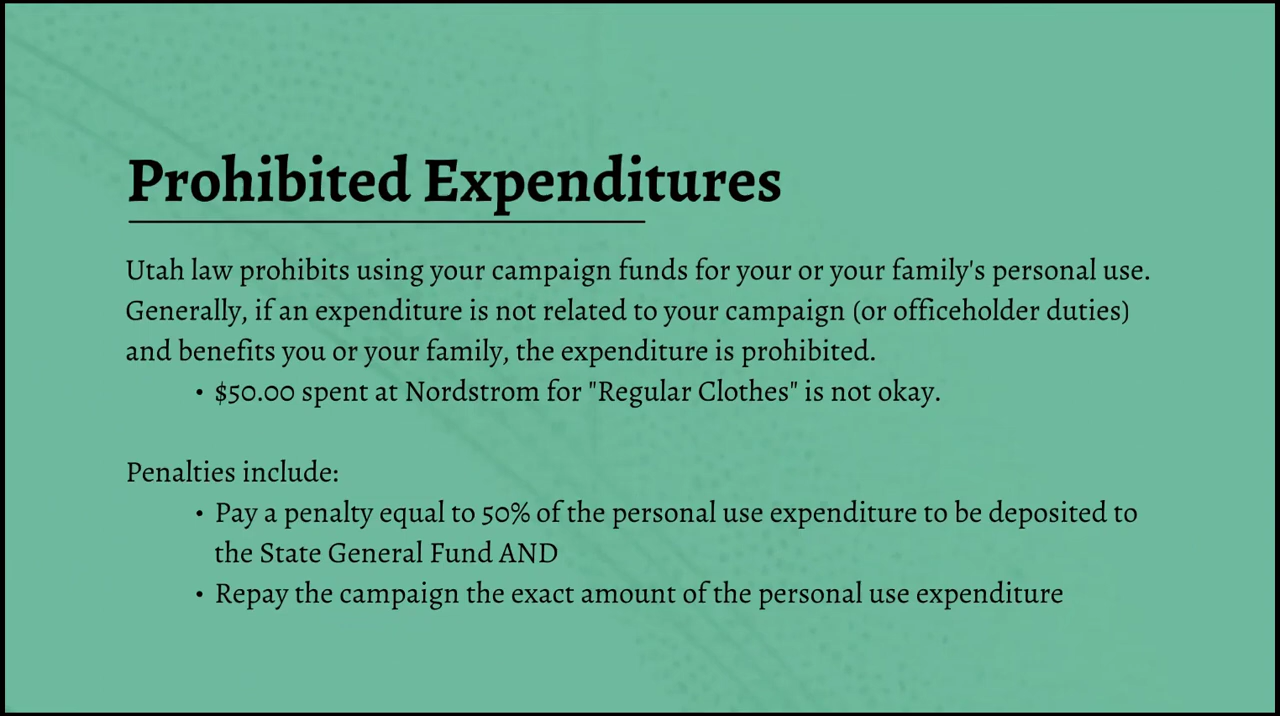 Prohibited Expenditures
Utah law prohibits using your campaign funds for your or your family's personal use.
Generally, if an expenditure is not related to your campaign (or officeholder duties)
and benefits you or your family, the expenditure is prohibited.
• $50.00 spent at Nordstrom for "Regular Clothes" is not okay.
Penalties include:
• Pay a penalty equal to 50% of the personal use expenditure to be deposited to
the State General Fund AND
• Repay the campaign the exact amount of the personal use expenditure